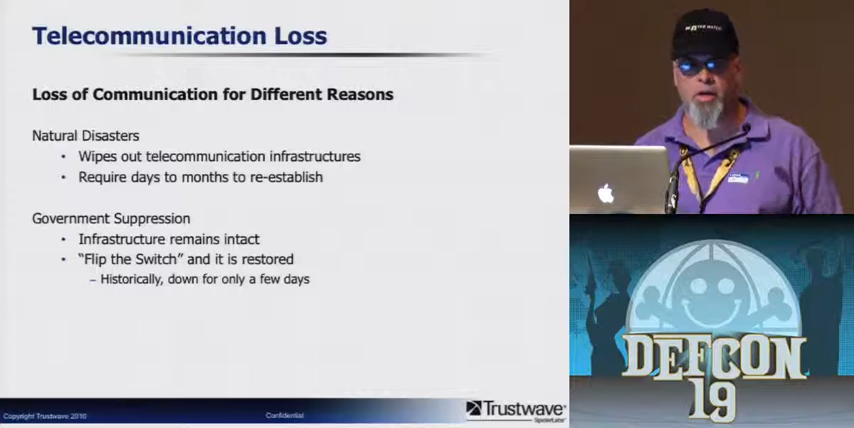 Telecommunication Loss
Loss of Communication for Different Reasons
Natural Disasters
• Wipes out telecommunication infrastructures
• Require days to months to re-establish
Government Suppression
• Infrastructure remains intact
• “Flip the Switch” and it is restored
– Historically, down for only a few days
Copyright Trustwave 2010
Confidential
Trustwave®
SpiderLabs®
DEFCON
19